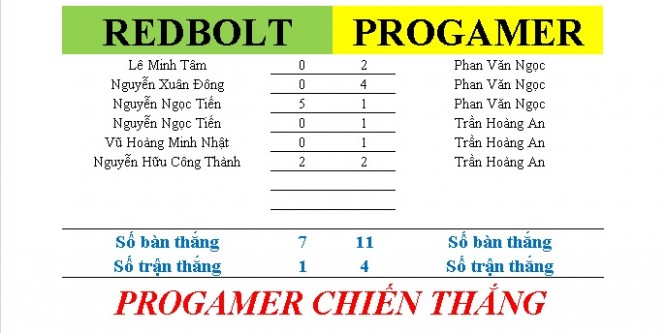 REDBOLT PROGAMER
Lê Minh Tâm 0 2 Phan Văn Ngọc
Nguyễn Xuân Đông 0 4 Phan Văn Ngọc
Nguyễn Ngọc Tiến 5 1 Phan Văn Ngọc
Nguyễn Ngọc Tiến 0 1 Trần Hoàng An
Vũ Hoàng Minh Nhật 0 1 Trần Hoàng An
Nguyễn Hữu Công Thành 2 2 Trần Hoàng An
Số bàn thắng 7 11 Số bàn thắng
Số trận thắng 1 4 Số trận thắng
PROGAMER CHIẾN THẮNG